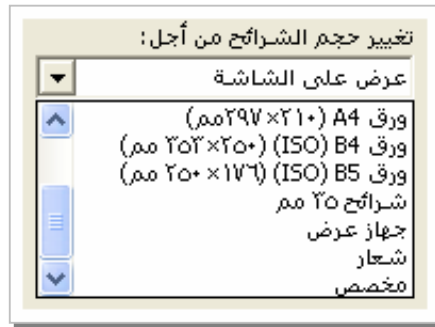 تغيير حجم الشرائح من أجل:
عرض على الشاشة
ورق A4 (٢١٠×٢٩٧مم)
ورق B4 (ISO) (٢٥٠×٣٥٣ مم)
ورق B5 (ISO) (١٧٦×٢٥٠ مم)
شرائح ٣٥ مم
جهاز عرض
شعار
مخصص